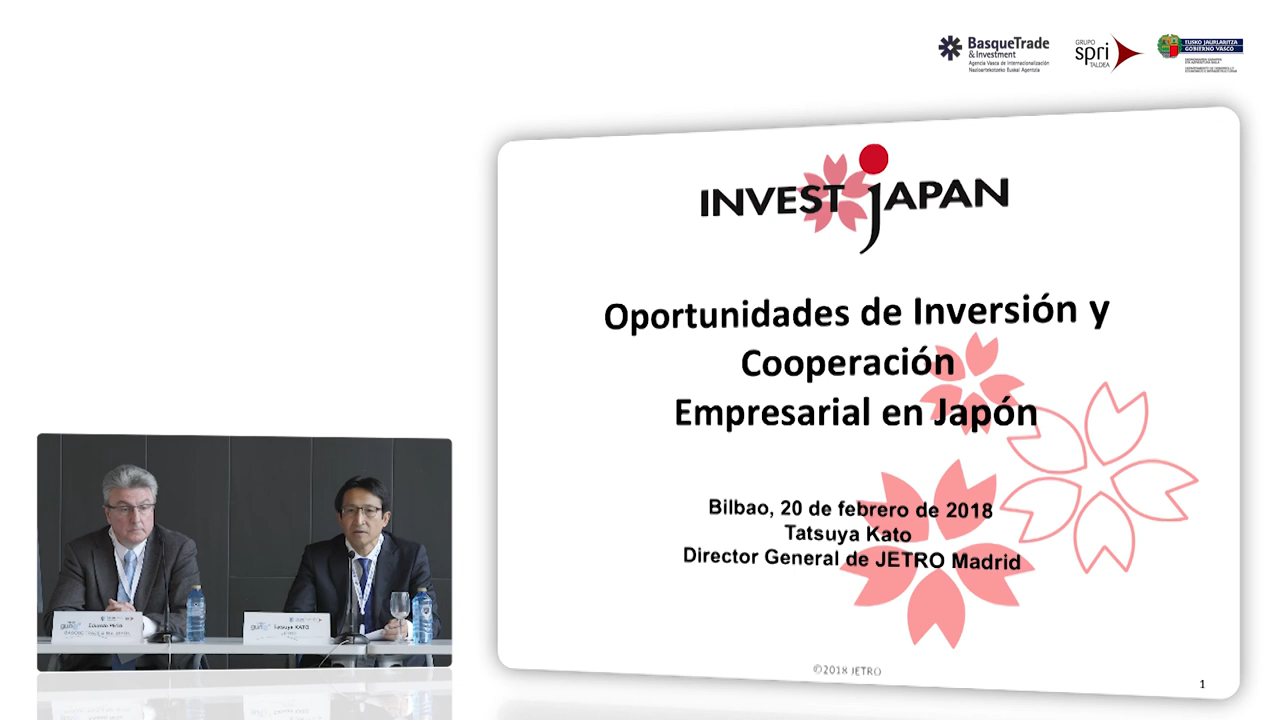 BasqueTrade
& Investment
Agencia Vasca de Internacionalización
Nazioartekotzeko Euskal Agentzia
GRUPO
spri
TALDEA
EUSKO JAURLARITZA
GOBIERNO VASCO
INVEST JAPAN
Oportunidades de Inversión y
Cooperación
Empresarial en Japón
Bilbao, 20 de febrero de 2018
Tatsuya Kato
Director General de JETRO Madrid
©2018 JETRO
1
Tatsuya KATO